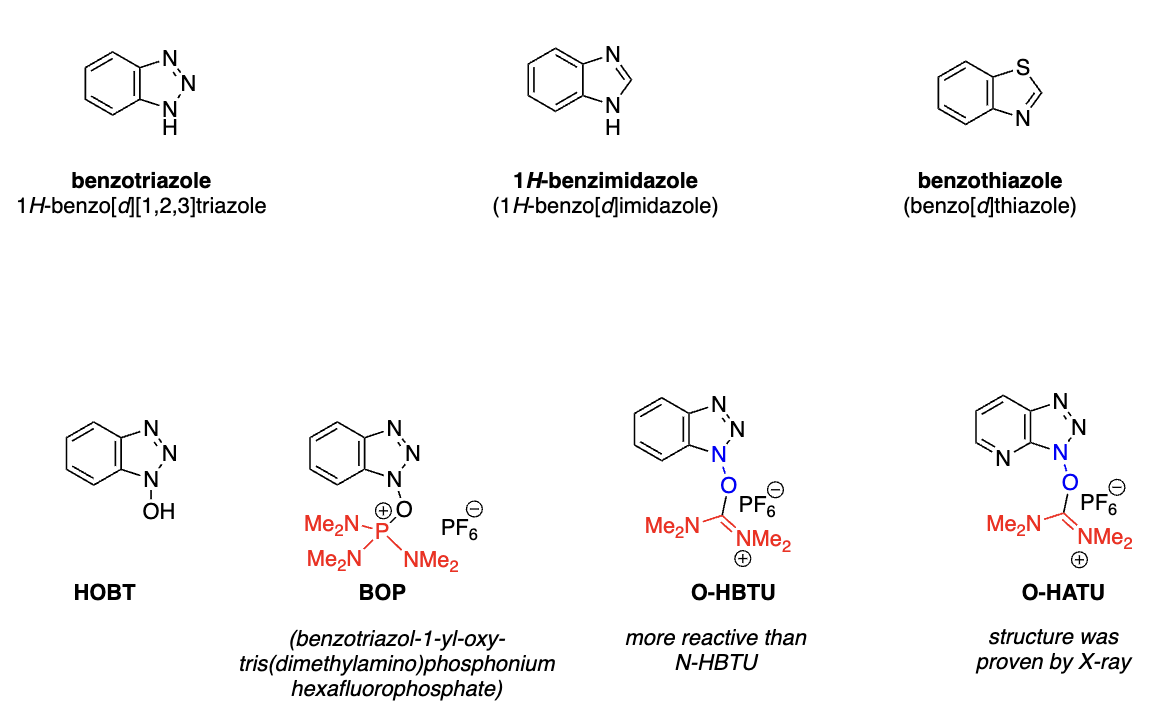 N
N
N
H
benzotriazole
1H-benzo[d][1,2,3]triazole
N
N
H
1H-benzimidazole
(1H-benzo[d]imidazole)
S
N
benzothiazole
(benzo[d]thiazole)
N
N
N
OH
HOBT
N
N
N
O
⊕
Me₂N
P
Me₂N
NMe₂
⊖
PF₆
BOP
(benzotriazol-1-yl-oxy-
tris(dimethylamino)phosphonium
hexafluorophosphate)
N
N
N
O
⊖
PF₆
Me₂N
NMe₂
⊕
O-HBTU
more reactive than
N-HBTU
N
N
N
N
O
⊖
PF₆
Me₂N
NMe₂
⊕
O-HATU
structure was
proven by X-ray